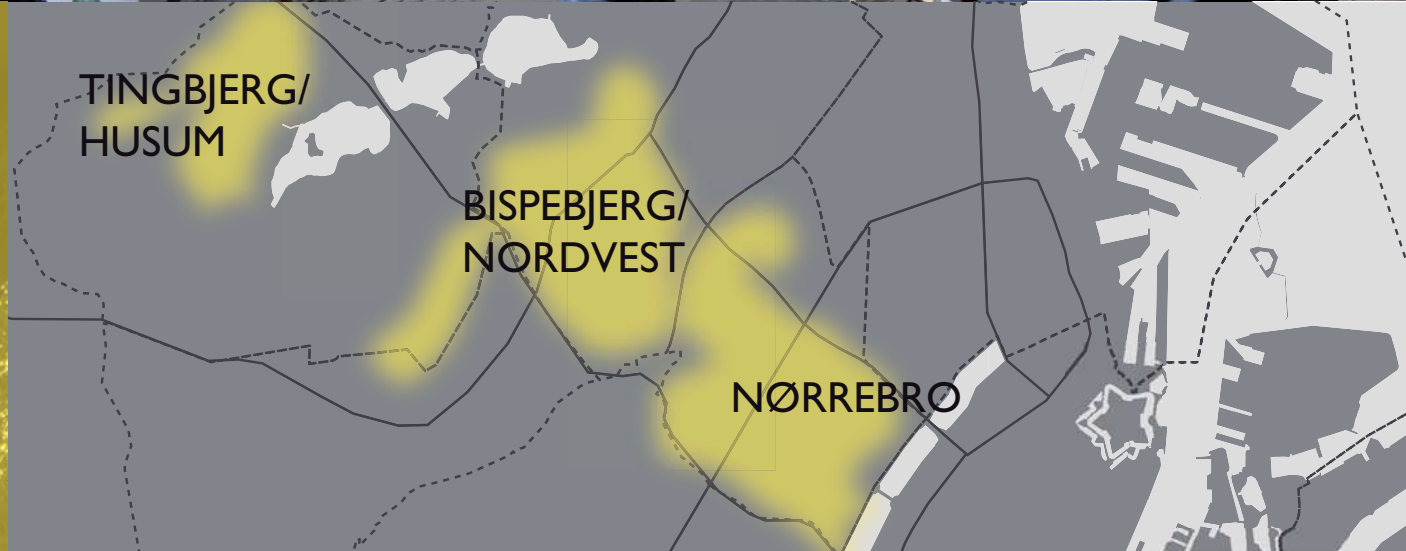 TINGBJERG/
HUSUM
BISPEBJERG/
NORDVEST
NØRREBRO